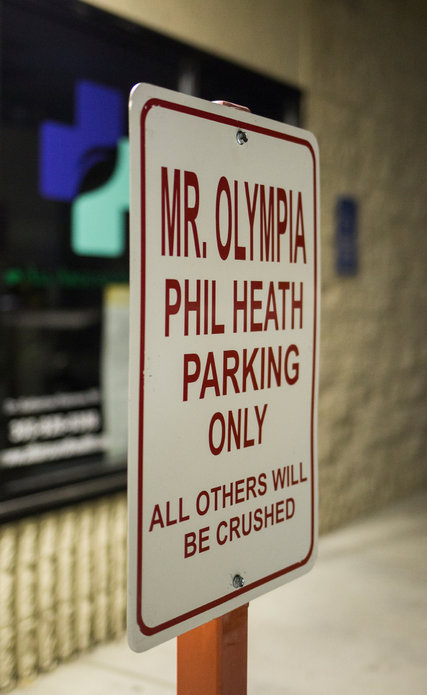 MR. OLYMPIA
PHIL HEATH
PARKING
ONLY
ALL OTHERS WILL
BE CRUSHED